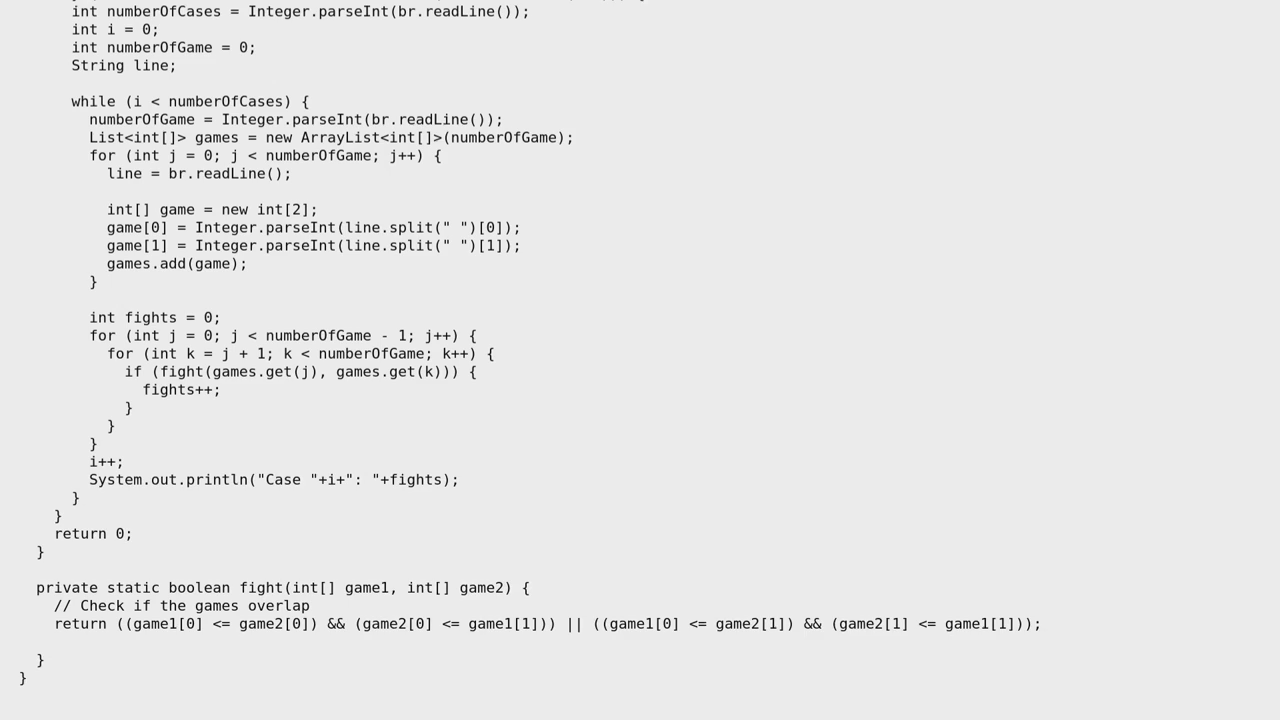 int numberOfCases = Integer.parseInt(br.readLine());
int i = 0;
int numberOfGame = 0;
String line;
while (i < numberOfCases) {
numberOfGame = Integer.parseInt(br.readLine());
List<int[]> games = new ArrayList<int[]>(numberOfGame);
for (int j = 0; j < numberOfGame; j++) {
line = br.readLine();
int[] game = new int[2];
game[0] = Integer.parseInt(line.split(" ")[0]);
game[1] = Integer.parseInt(line.split(" ")[1]);
games.add(game);
}
int fights = 0;
for (int j = 0; j < numberOfGame - 1; j++) {
for (int k = j + 1; k < numberOfGame; k++) {
if (fight(games.get(j), games.get(k))) {
fights++;
}
}
}
i++;
System.out.println("Case "+i+": "+fights);
}
}
return 0;
}
private static boolean fight(int[] game1, int[] game2) {
// Check if the games overlap
return ((game1[0] <= game2[0]) && (game2[0] <= game1[1])) || ((game1[0] <= game2[1]) && (game2[1] <= game1[1]));
}
}